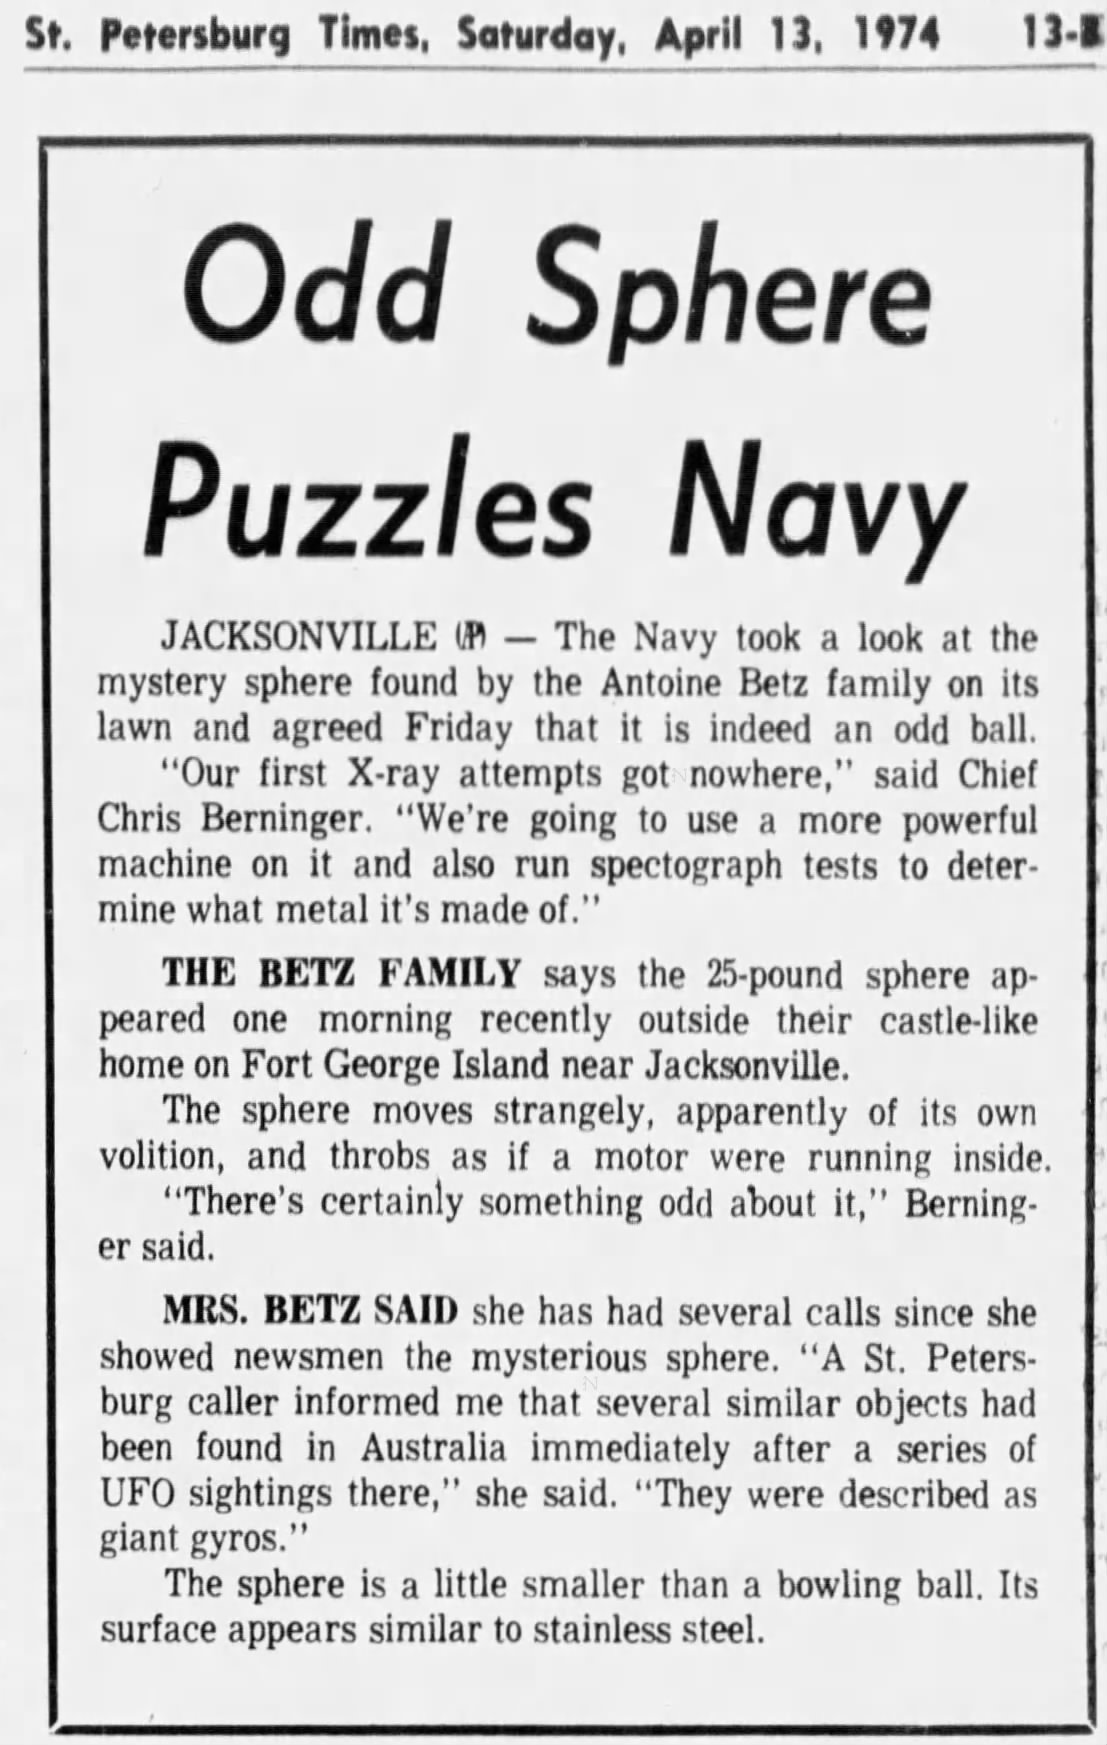 St. Petersburg Times, Saturday, April 13, 1974
Odd Sphere
Puzzles Navy
JACKSONVILLE (AP) — The Navy took a look at the
mystery sphere found by the Antoine Betz family on its
lawn and agreed Friday that it is indeed an odd ball.
"Our first X-ray attempts got nowhere," said Chief
Chris Berninger. "We're going to use a more powerful
machine on it and also run spectograph tests to deter-
mine what metal it's made of."
THE BETZ FAMILY says the 25-pound sphere ap-
peared one morning recently outside their castle-like
home on Fort George Island near Jacksonville.
The sphere moves strangely, apparently of its own
volition, and throbs as if a motor were running inside.
"There's certainly something odd about it," Berning-
er said.
MRS. BETZ SAID she has had several calls since she
showed newsmen the mysterious sphere. "A St. Peters-
burg caller informed me that several similar objects had
been found in Australia immediately after a series of
UFO sightings there," she said. "They were described as
giant gyros."
The sphere is a little smaller than a bowling ball. Its
surface appears similar to stainless steel.